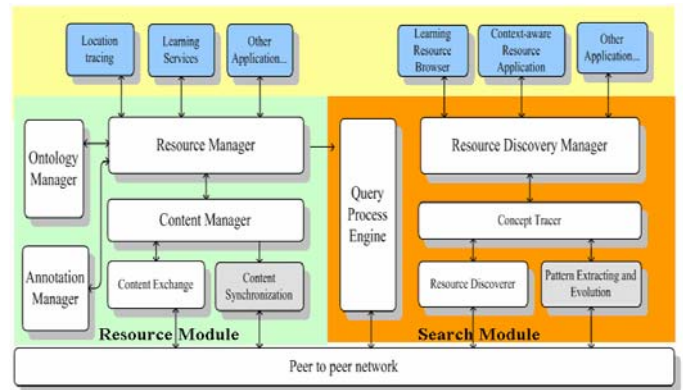 Location
tracing
Learning
Services
Other
Application...
Learning
Resource
Browser
Context-aware
Resource
Application
Other
Application...
Ontology
Manager
Resource Manager
Resource Discovery Manager
Query
Process
Engine
Content Manager
Concept Tracer
Annotation
Manager
Content Exchange
Content
Synchronization
Resource Discoverer
Pattern Extracting and
Evolution
Resource Module
Search Module
Peer to peer network